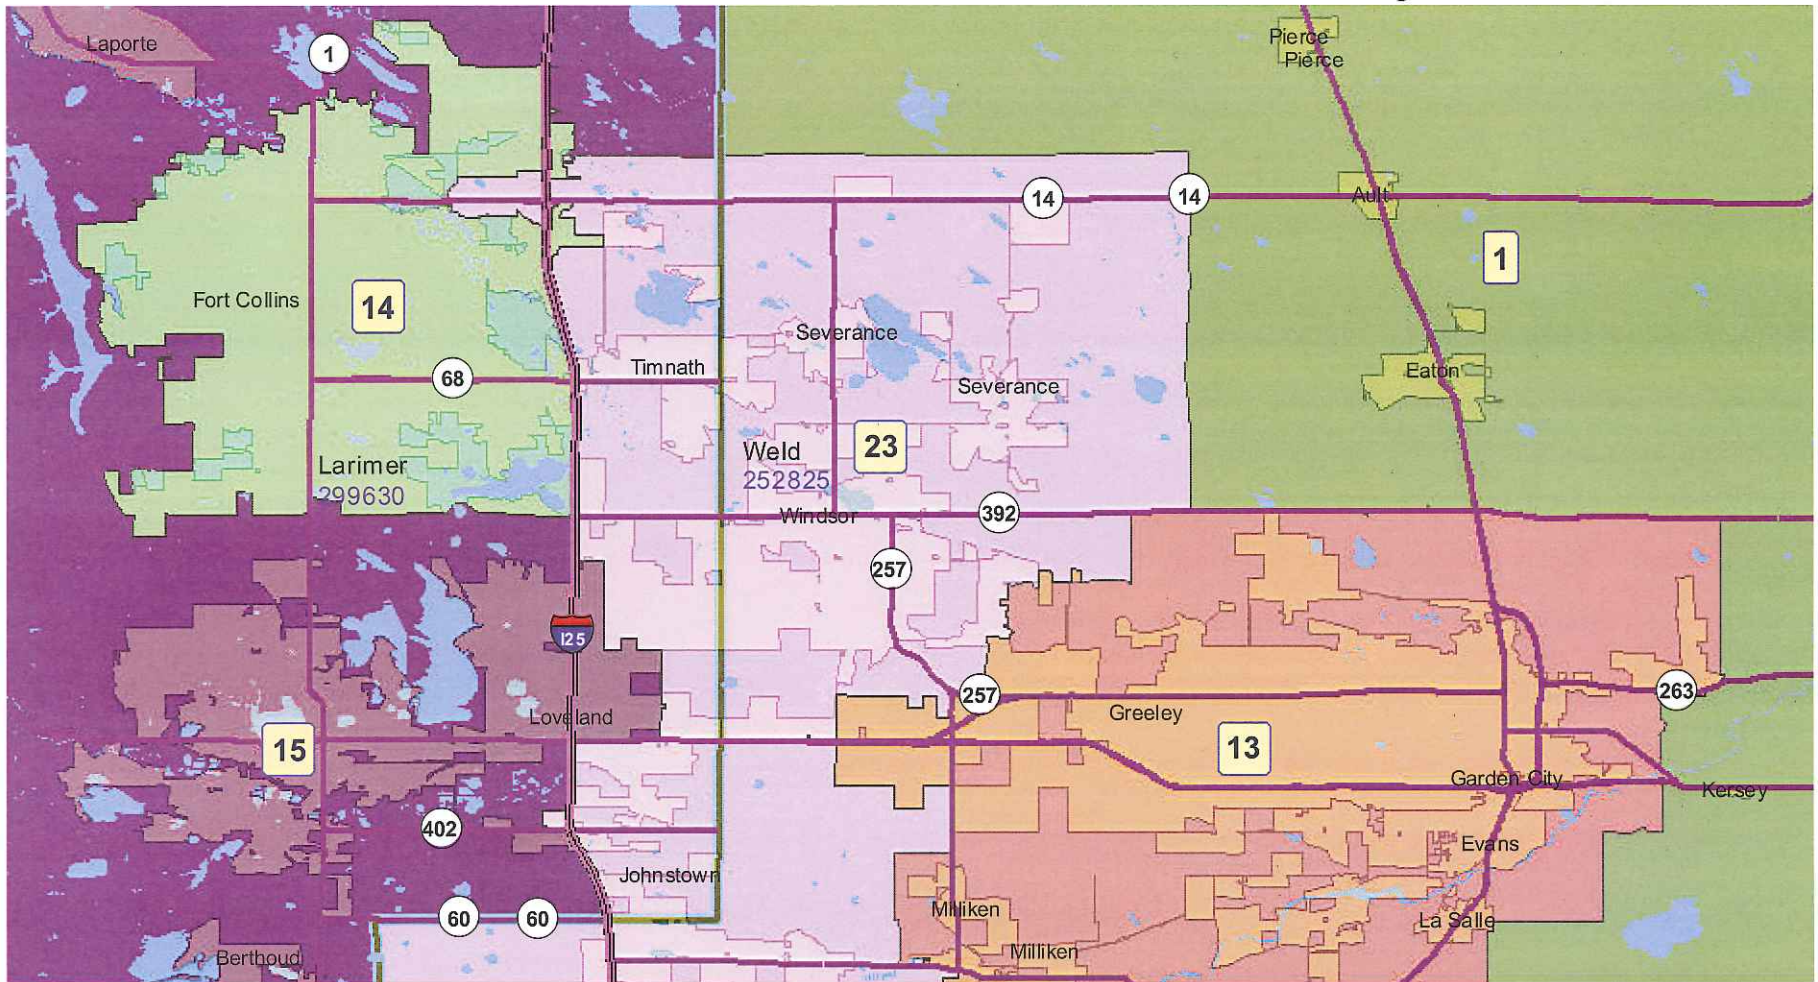 Laporte
1
Pierce
Pierce
14
14
Ault
1
Fort Collins
14
Severance
Timnath
68
Severance
Eaton
23
Weld
252825
Larimer
299630
Windsor
392
257
I25
257
263
Loveland
Greeley
15
13
Garden City
Kersey
402
Evans
Johnstown
60
60
Milliken
La Salle
Berthoud
Milliken